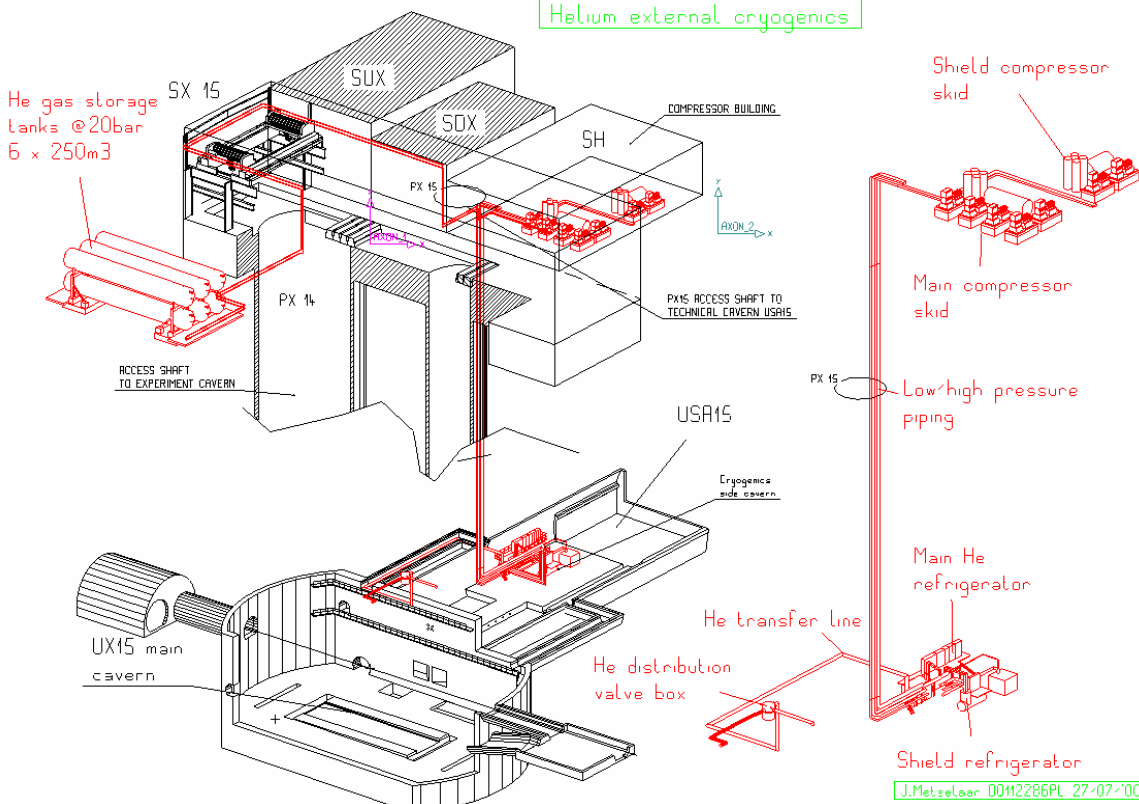 Helium external cryogenics
SUX
SX 15
SDX
COMPRESSOR BUILDING
SH
Shield compressor
skid
He gas storage
tanks @20bar
6 x 250m3
PX 15
Y
AXON_1
X
Y
AXON_2
X
PX 14
Main compressor
skid
PX15 ACCESS SHAFT TO
TECHNICAL CAVERN USA15
ACCESS SHAFT
TO EXPERIMENT CAVERN
PX 15
Low/high pressure
piping
USA15
Cryogenics
side cavern
Main He
refrigerator
He transfer line
UX15 main
cavern
He distribution
valve box
Shield refrigerator
J.Metselaar 00112286PL 27/07/'00